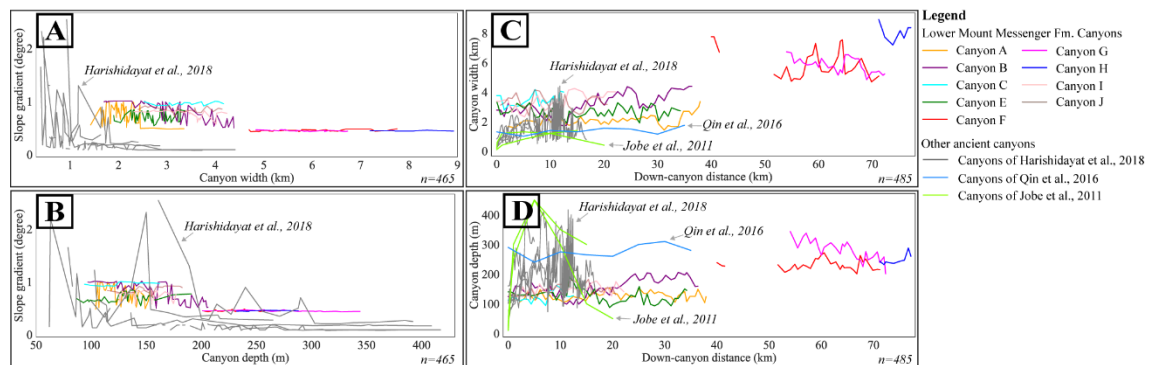 A
Slope gradient (degree)
2
1
0
Harishidayat et al., 2018
0.5
1
2
3
4
5
6
7
8
9
Canyon width (km)
n=465
B
Slope gradient (degree)
2
1
0
Harishidayat et al., 2018
50
100
150
200
250
300
350
400
Canyon depth (m)
n=465
C
Canyon width (km)
8
6
4
2
0
Harishidayat et al., 2018
Qin et al., 2016
Jobe et al., 2011
0
10
20
30
40
50
60
70
Down-canyon distance (km)
n=485
D
Canyon depth (m)
400
300
200
100
0
Harishidayat et al., 2018
Qin et al., 2016
Jobe et al., 2011
0
10
20
30
40
50
60
70
Down-canyon distance (km)
n=485
Legend
Lower Mount Messenger Fm. Canyons
Canyon A
Canyon B
Canyon C
Canyon E
Canyon F
Canyon G
Canyon H
Canyon I
Canyon J
Other ancient canyons
Canyons of Harishidayat et al., 2018
Canyons of Qin et al., 2016
Canyons of Jobe et al., 2011